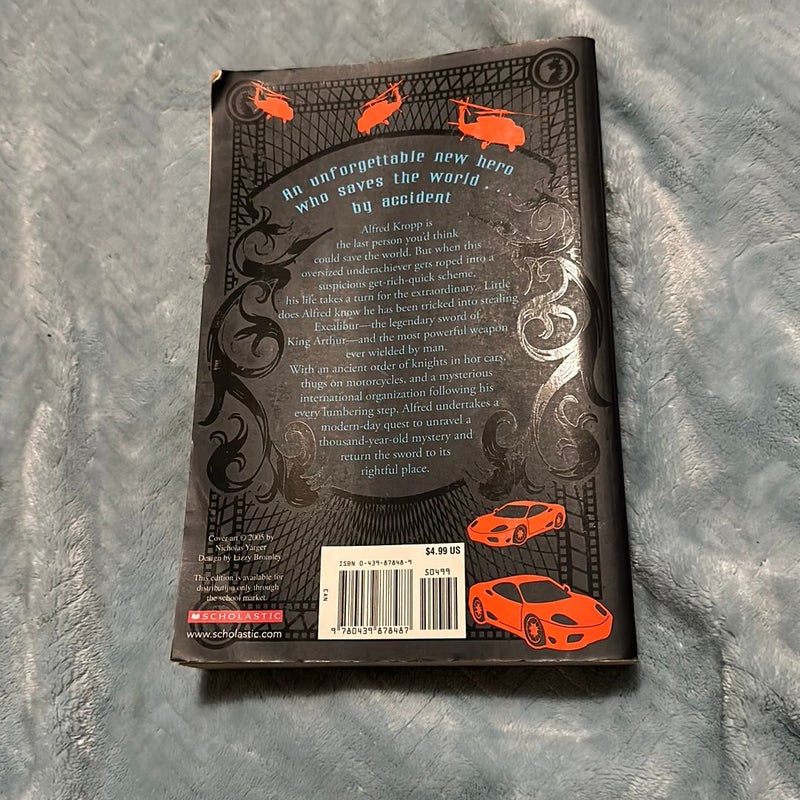 An unforgettable new hero
who saves the world . . .
by accident
Alfred Kropp is
the last person you'd think
could save the world. But when this
oversized underachiever gets roped into a
suspicious get-rich-quick scheme,
his life takes a turn for the extraordinary. Little
does Alfred know he has been tricked into stealing
Excalibur—the legendary sword of
King Arthur—and the most powerful weapon
ever wielded by man.
With an ancient order of knights in hot cars,
thugs on motorcycles, and a mysterious
international organization following his
every lumbering step, Alfred undertakes a
modern-day quest to unravel a
thousand-year-old mystery and
return the sword to its
rightful place.
Cover art © 2005 by
Nicholas Yarger
Design by Lizzy Bromley
This edition is available for
distribution only through
the school market.
SCHOLASTIC
www.scholastic.com
$4.99 US
ISBN 0-439-87848-9
50499
EAN
9 780439 878487